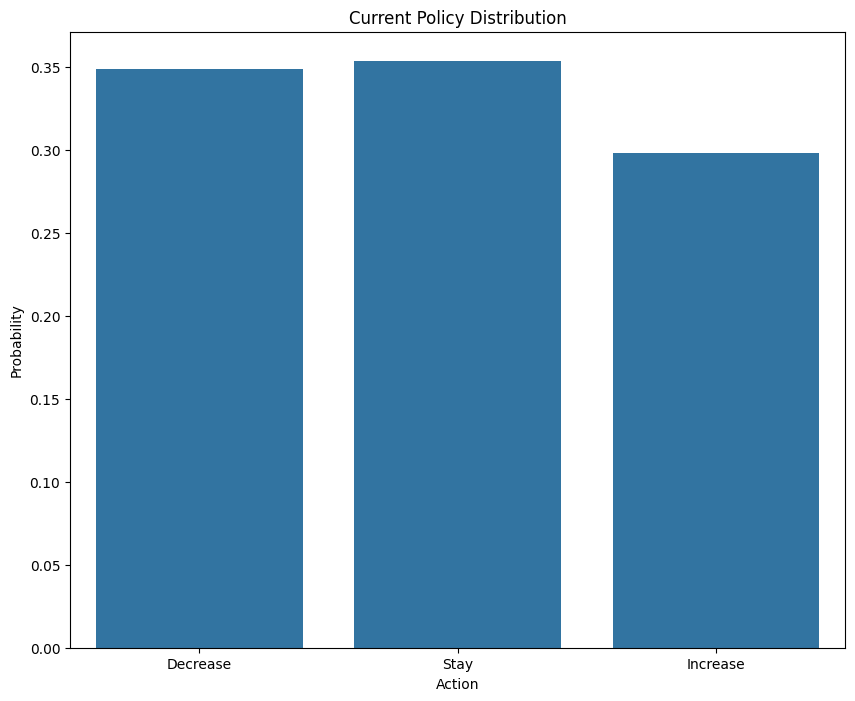 Current Policy Distribution
Probability
0.35
0.30
0.25
0.20
0.15
0.10
0.05
0.00
Decrease Stay Increase
Action